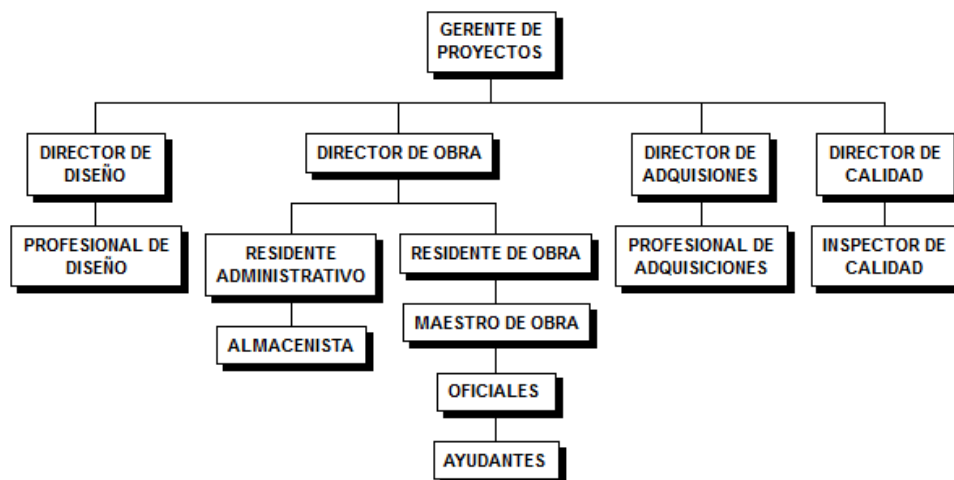 GERENTE DE
PROYECTOS
DIRECTOR DE
DISEÑO
DIRECTOR DE OBRA
DIRECTOR DE
ADQUISIONES
DIRECTOR DE
CALIDAD
PROFESIONAL DE
DISEÑO
RESIDENTE
ADMINISTRATIVO
RESIDENTE DE OBRA
PROFESIONAL DE
ADQUISICIONES
INSPECTOR DE
CALIDAD
ALMACENISTA
MAESTRO DE OBRA
OFICIALES
AYUDANTES